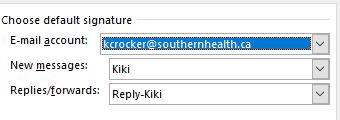 Choose default signature
E-mail account: kcrocker@southernhealth.ca
New messages: Kiki
Replies/forwards: Reply-Kiki